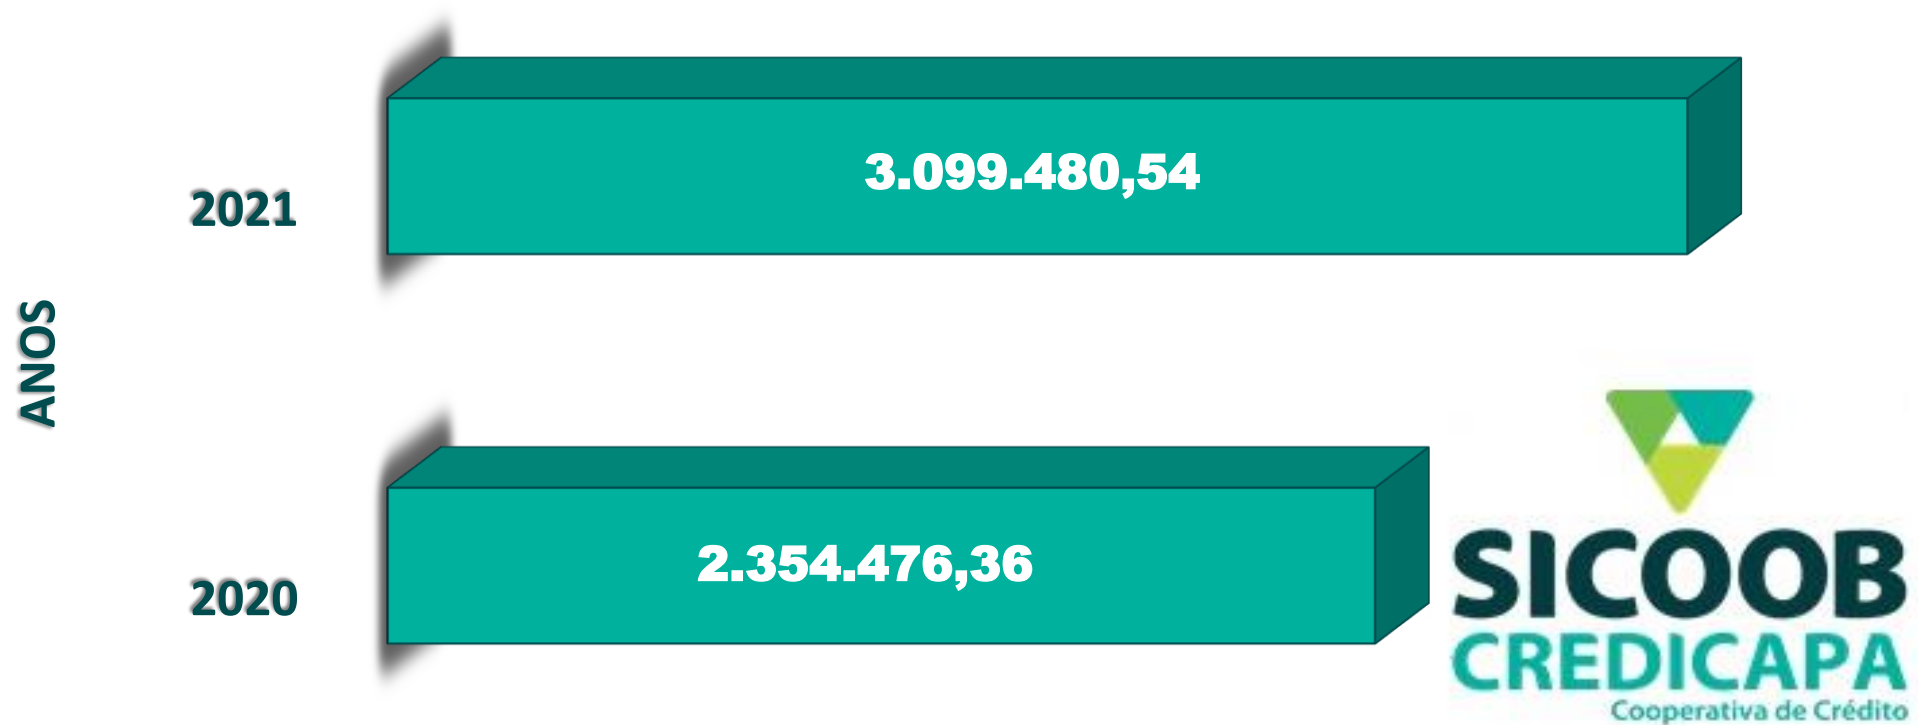 ANOS
2021
3.099.480,54
2020
2.354.476,36
SICOOB
CREDICAPA
Cooperativa de Crédito